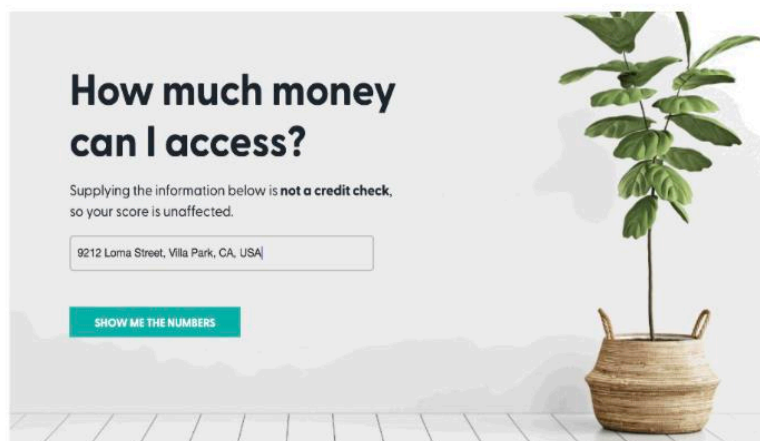 How much money
can I access?
Supplying the information below is not a credit check,
so your score is unaffected.
9212 Loma Street, Villa Park, CA, USA
SHOW ME THE NUMBERS